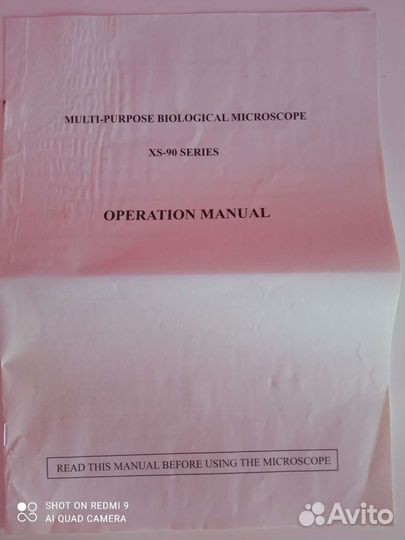 MULTI-PURPOSE BIOLOGICAL MICROSCOPE
XS-90 SERIES
OPERATION MANUAL
READ THIS MANUAL BEFORE USING THE MICROSCOPE
SHOT ON REDMI 9
AI QUAD CAMERA
Avito